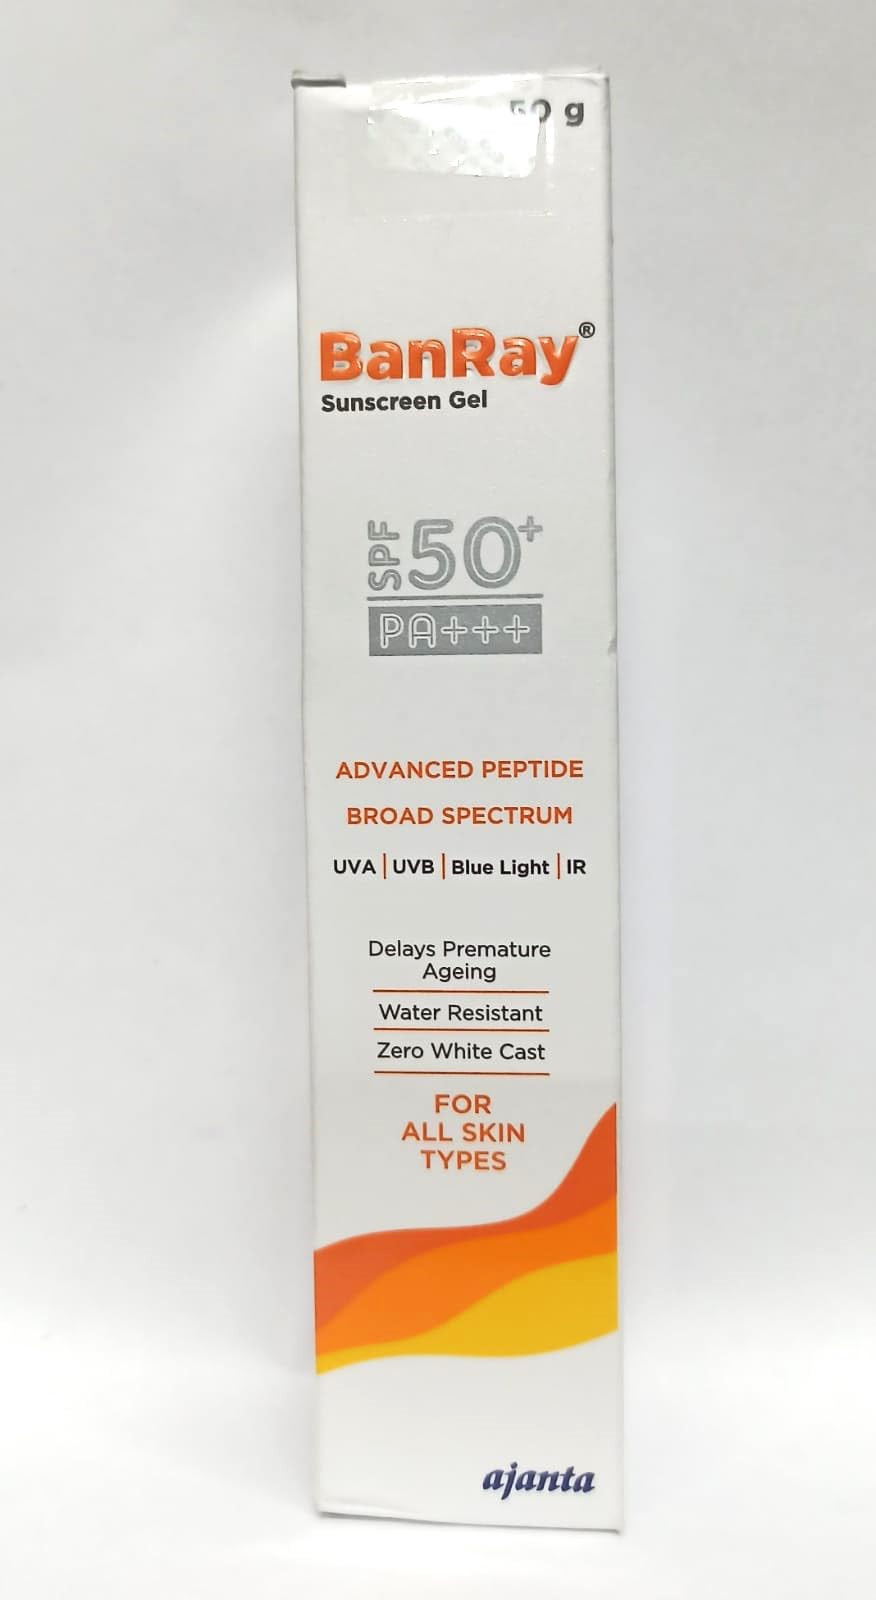 50 g
BanRay®
Sunscreen Gel
SPF 50+
PA+++
ADVANCED PEPTIDE
BROAD SPECTRUM
UVA | UVB | Blue Light | IR
Delays Premature
Ageing
Water Resistant
Zero White Cast
FOR
ALL SKIN
TYPES
ajanta